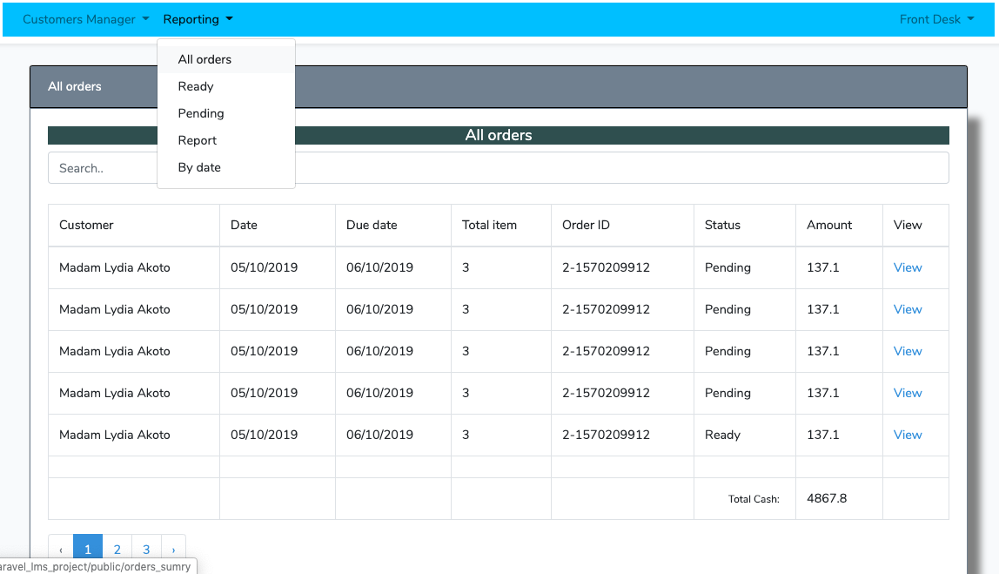 Customers Manager Reporting Front Desk
All orders
Ready
Pending
Report
By date
All orders
All orders
Search..
Customer Date Due date Total item Order ID Status Amount View
Madam Lydia Akoto 05/10/2019 06/10/2019 3 2-1570209912 Pending 137.1 View
Madam Lydia Akoto 05/10/2019 06/10/2019 3 2-1570209912 Pending 137.1 View
Madam Lydia Akoto 05/10/2019 06/10/2019 3 2-1570209912 Pending 137.1 View
Madam Lydia Akoto 05/10/2019 06/10/2019 3 2-1570209912 Pending 137.1 View
Madam Lydia Akoto 05/10/2019 06/10/2019 3 2-1570209912 Ready 137.1 View
Total Cash: 4867.8
‹ 1 2 3 ›
aravel_lms_project/public/orders_sumry